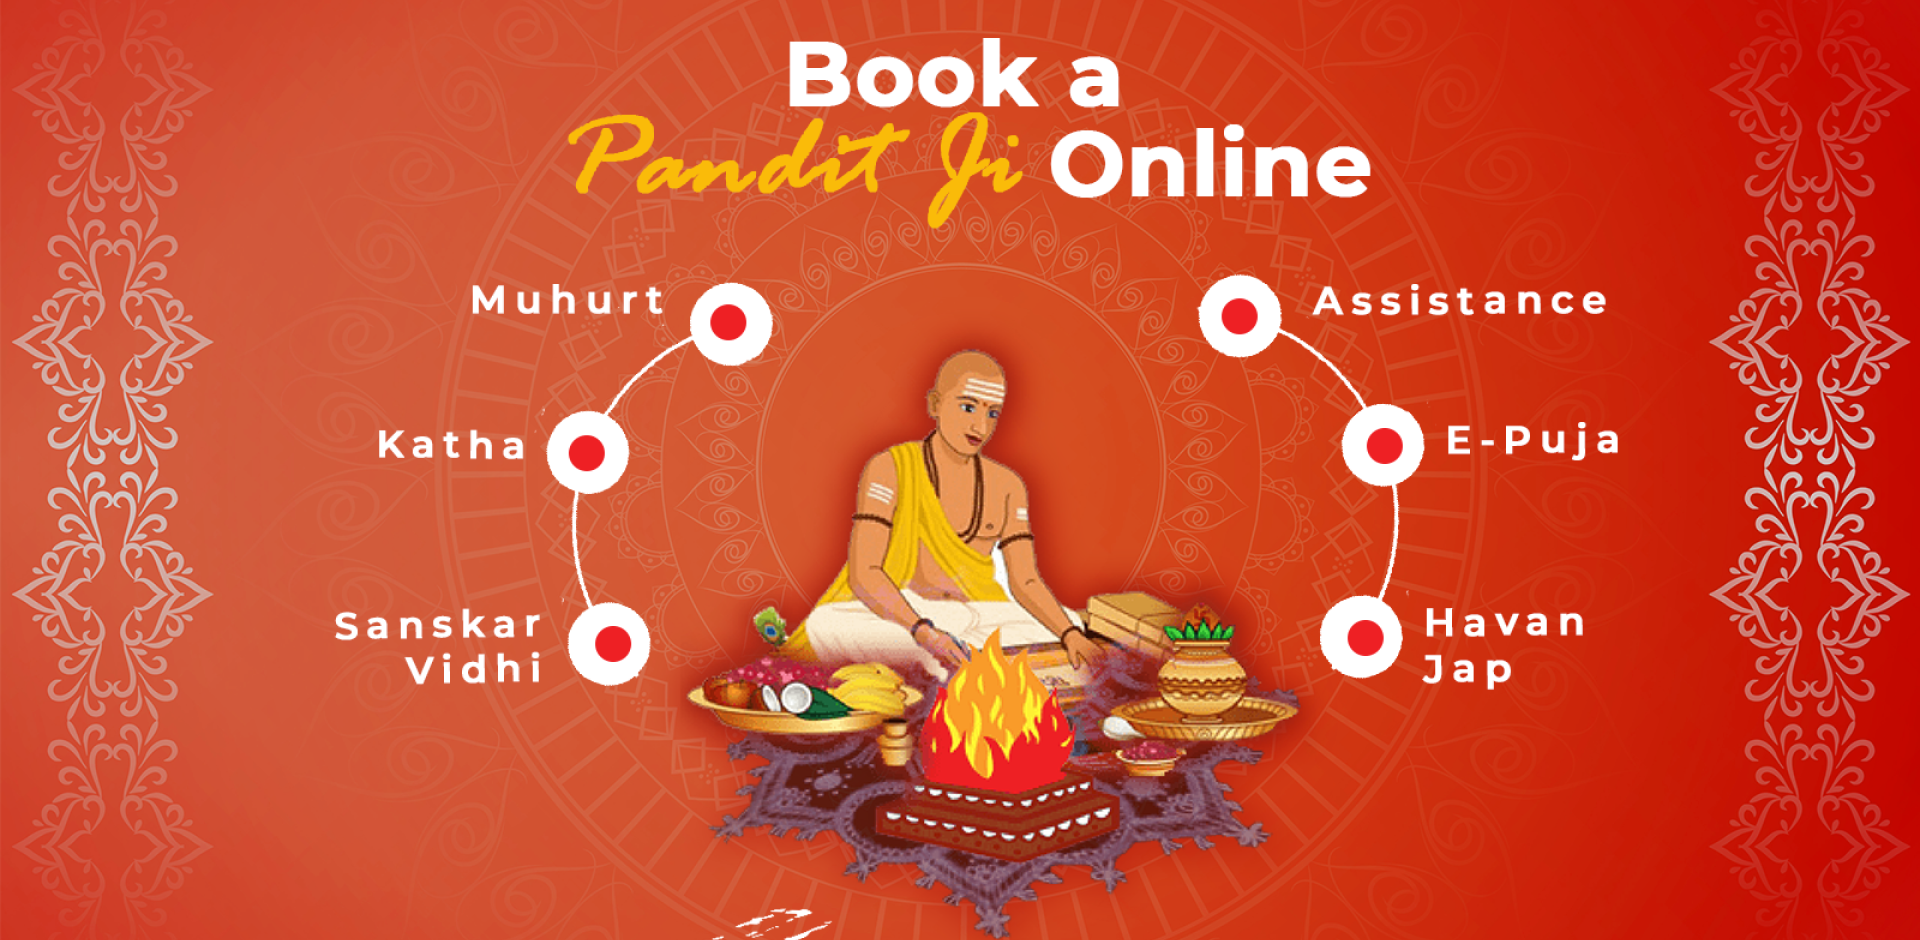 Book a
Pandit Ji Online
Muhurt
Katha
Sanskar
Vidhi
Assistance
E-Puja
Havan
Jap